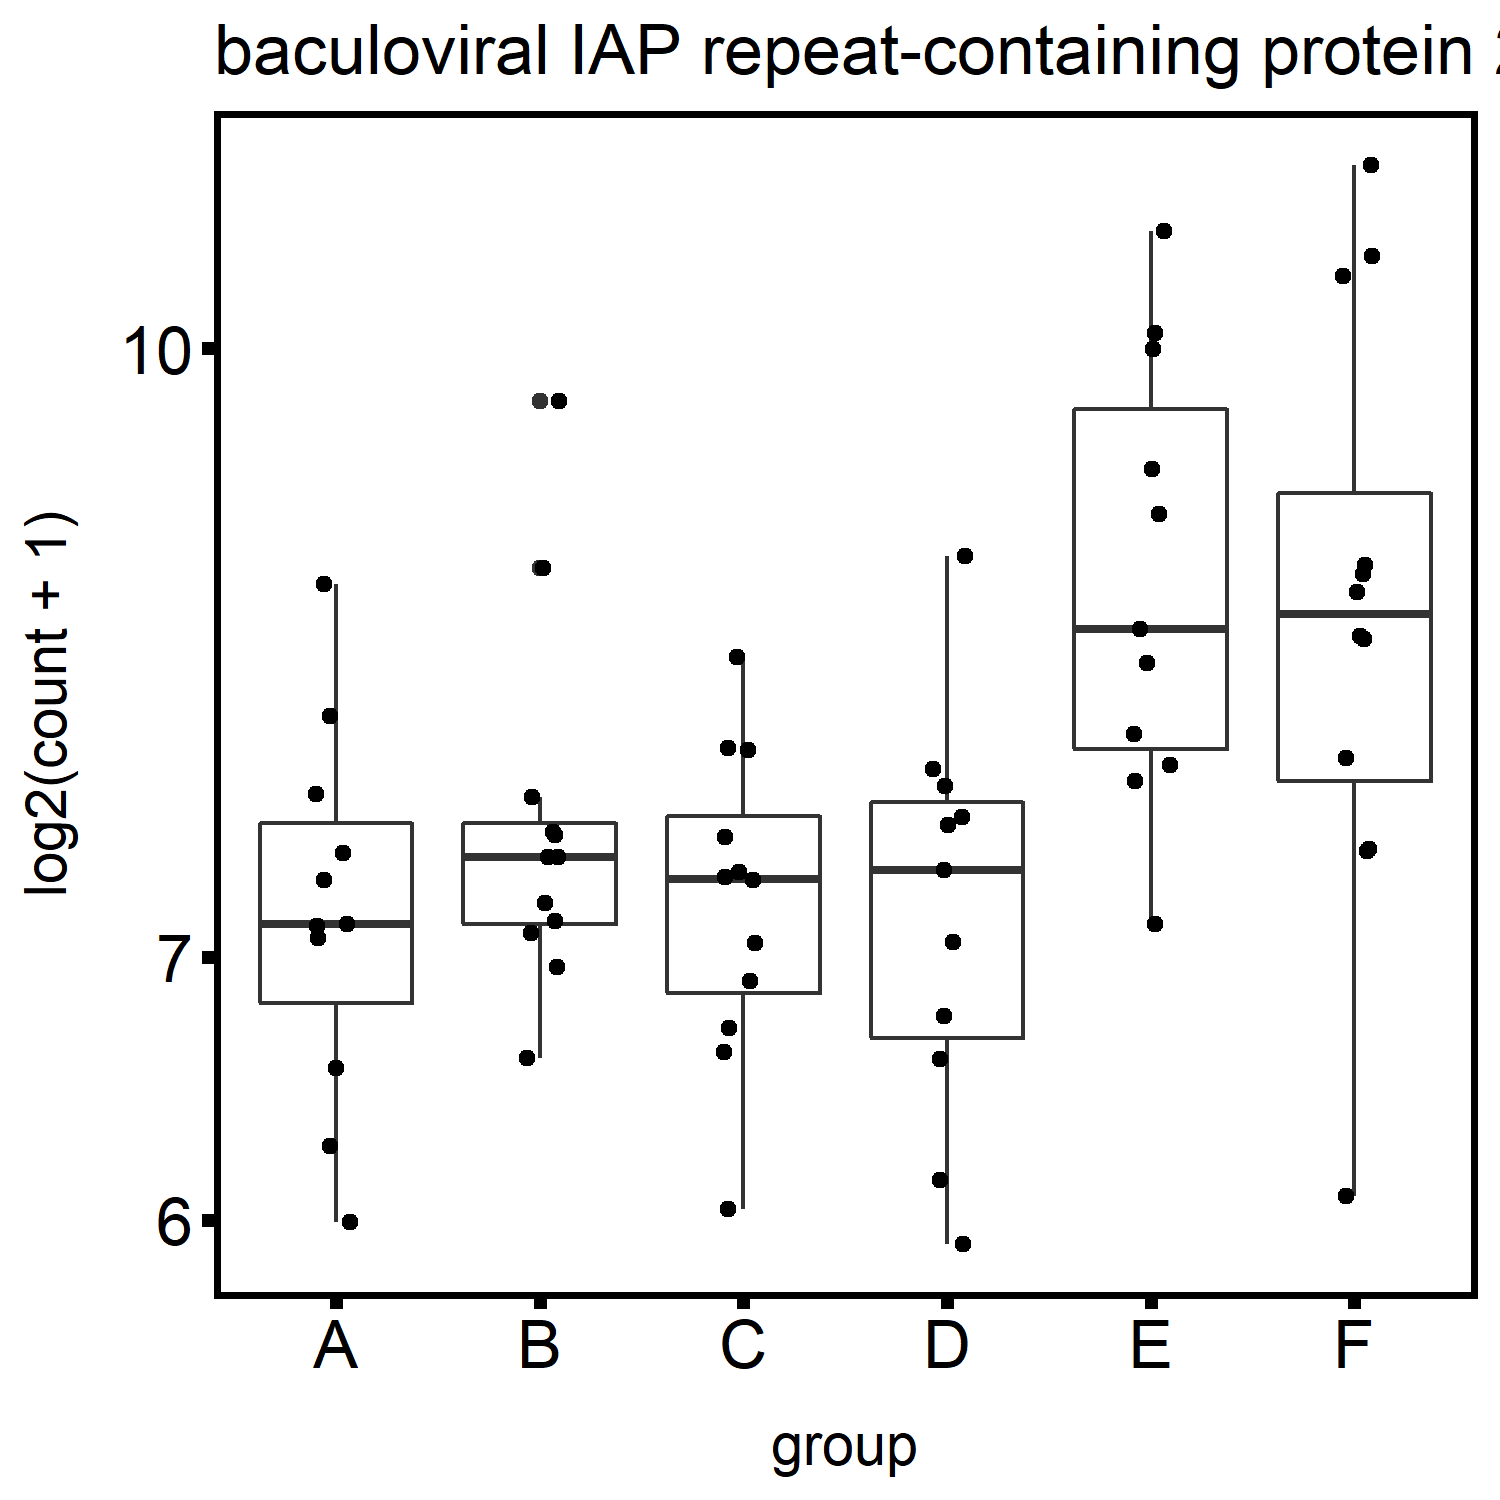 baculoviral IAP repeat-containing protein
log2(count + 1)
10
7
6
A B C D E F
group